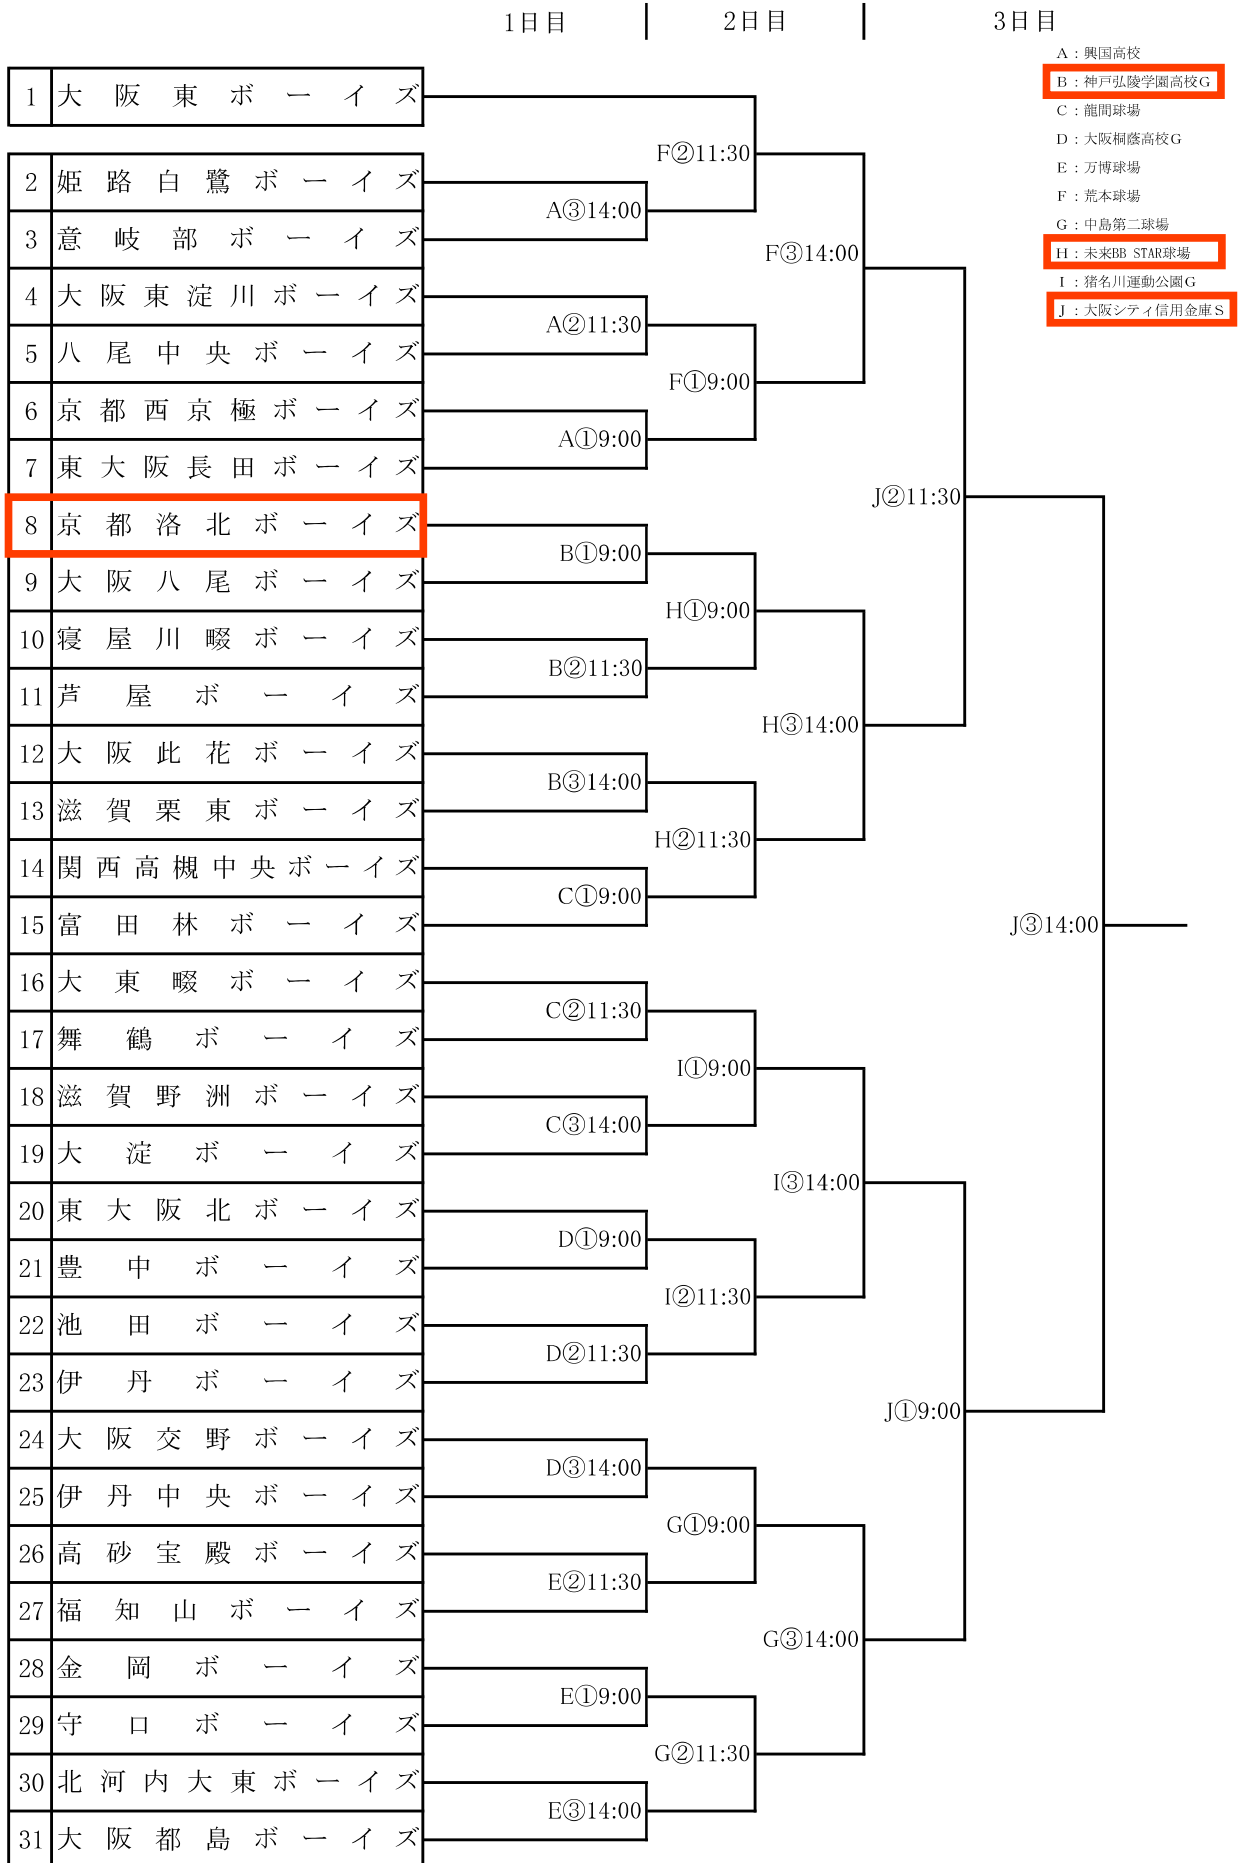 1日目 2日目 3日目
A：興国高校
B：神戸弘陵学園高校G
C：龍間球場
D：大阪桐蔭高校G
E：万博球場
F：荒本球場
G：中島第二球場
H：未来BB STAR球場
I：猪名川運動公園G
J：大阪シティ信用金庫S
1 大阪東ボーイズ
F②11:30
2 姫路白鷺ボーイズ
A③14:00
3 意岐部ボーイズ
F③14:00
4 大阪東淀川ボーイズ
A②11:30
5 八尾中央ボーイズ
F①9:00
6 京都西京極ボーイズ
A①9:00
7 東大阪長田ボーイズ
J②11:30
8 京都洛北ボーイズ
B①9:00
9 大阪八尾ボーイズ
H①9:00
10 寝屋川畷ボーイズ
B②11:30
11 芦屋ボーイズ
H③14:00
12 大阪此花ボーイズ
B③14:00
13 滋賀栗東ボーイズ
H②11:30
14 関西高槻中央ボーイズ
C①9:00
15 富田林ボーイズ
J③14:00
16 大東畷ボーイズ
C②11:30
17 舞鶴ボーイズ
I①9:00
18 滋賀野洲ボーイズ
C③14:00
19 大淀ボーイズ
I③14:00
20 東大阪北ボーイズ
D①9:00
21 豊中ボーイズ
I②11:30
22 池田ボーイズ
D②11:30
23 伊丹ボーイズ
J①9:00
24 大阪交野ボーイズ
D③14:00
25 伊丹中央ボーイズ
G①9:00
26 高砂宝殿ボーイズ
E②11:30
27 福知山ボーイズ
G③14:00
28 金岡ボーイズ
E①9:00
29 守口ボーイズ
G②11:30
30 北河内大東ボーイズ
E③14:00
31 大阪都島ボーイズ